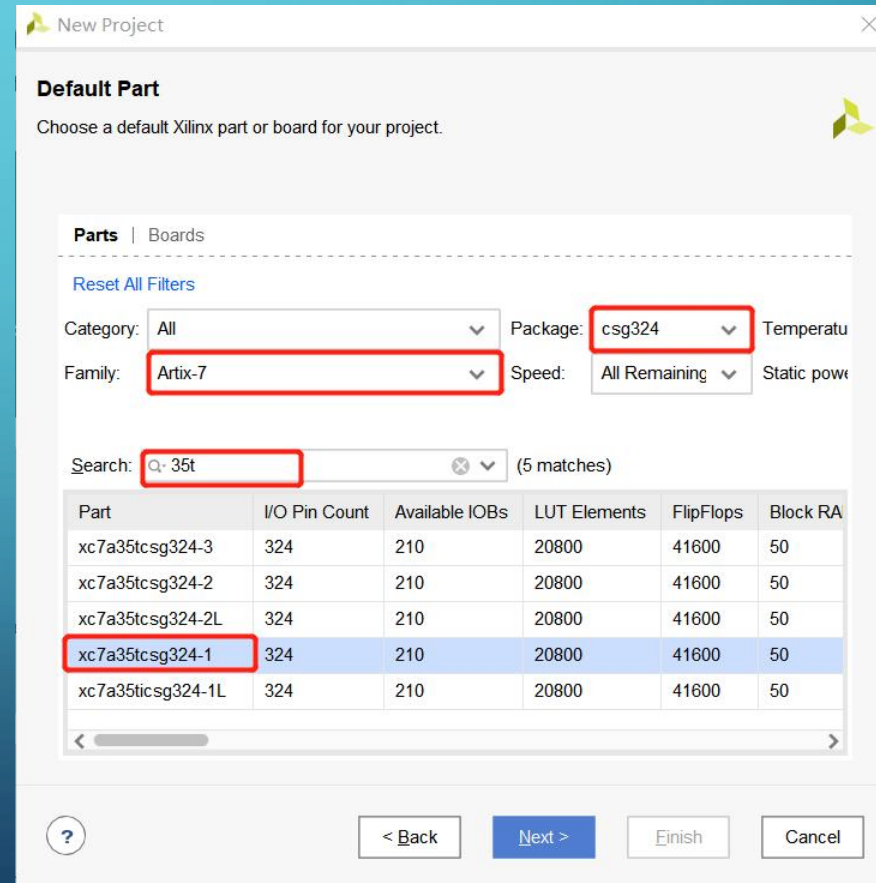 New Project
Default Part
Choose a default Xilinx part or board for your project.
Parts | Boards
Reset All Filters
Category: All Package: csg324 Temperatu
Family: Artix-7 Speed: All Remaining Static powe
Search: 35t (5 matches)
Part I/O Pin Count Available IOBs LUT Elements FlipFlops Block RA
xc7a35tcsg324-3 324 210 20800 41600 50
xc7a35tcsg324-2 324 210 20800 41600 50
xc7a35tcsg324-2L 324 210 20800 41600 50
xc7a35tcsg324-1 324 210 20800 41600 50
xc7a35ticsg324-1L 324 210 20800 41600 50
? < Back Next > Finish Cancel